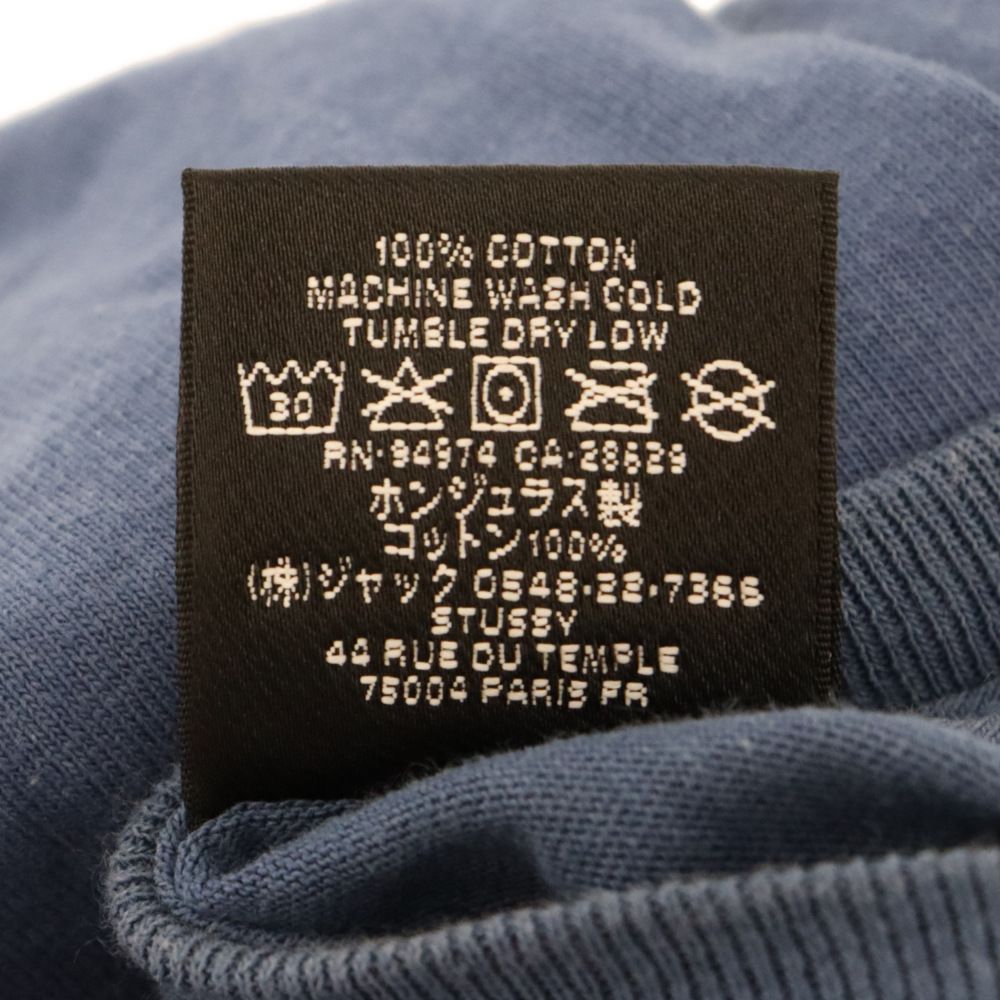 100% COTTON
MACHINE WASH COLD
TUMBLE DRY LOW
30
RN·94974 CA·28529
ホンジュラス製
コットン100%
(株)ジャック 0548·22·7366
STUSSY
44 RUE DU TEMPLE
75004 PARIS FR